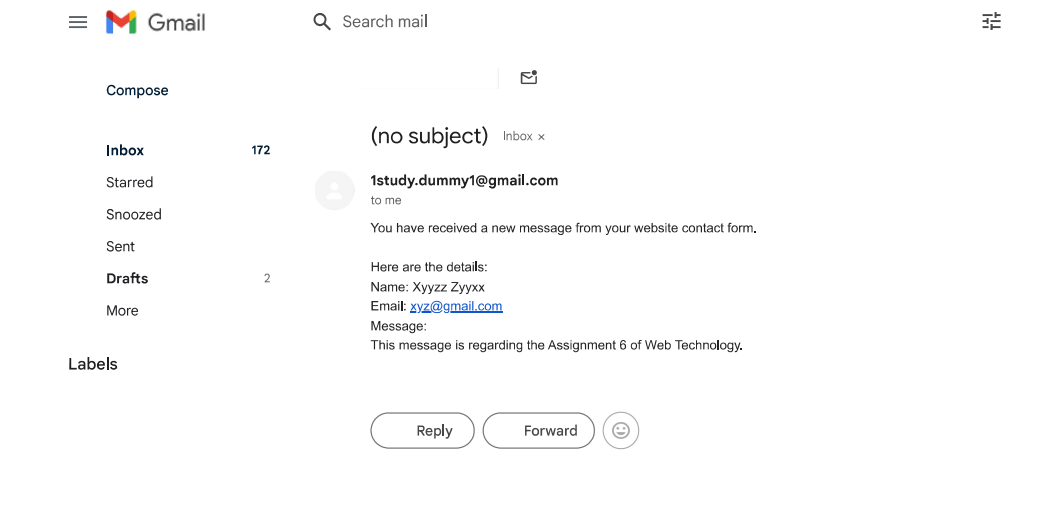 Gmail
Search mail
Compose
Inbox 172
Starred
Snoozed
Sent
Drafts 2
More
Labels
(no subject) Inbox ×
1study.dummy1@gmail.com
to me
You have received a new message from your website contact form.
Here are the details:
Name: Xyyzz Zyyxx
Email: xyz@gmail.com
Message:
This message is regarding the Assignment 6 of Web Technology.
Reply Forward